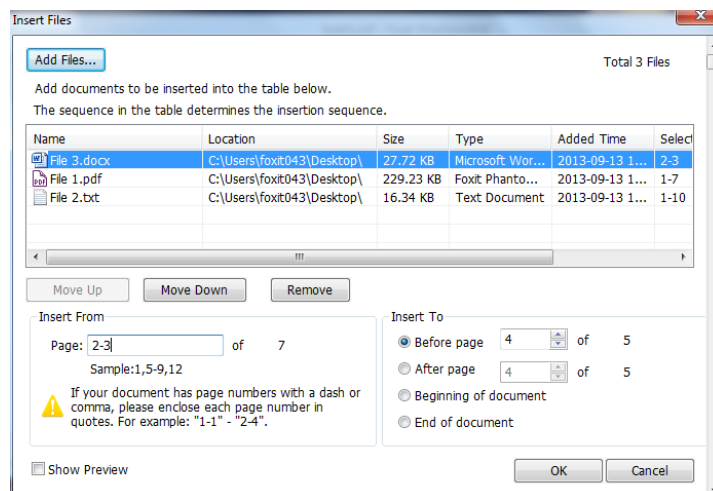 Insert Files
Add Files...
Total 3 Files
Add documents to be inserted into the table below.
The sequence in the table determines the insertion sequence.
Name Location Size Type Added Time Select
File 3.docx C:\Users\foxit043\Desktop\ 27.72 KB Microsoft Wor... 2013-09-13 1... 2-3
File 1.pdf C:\Users\foxit043\Desktop\ 229.23 KB Foxit Phanto... 2013-09-13 1... 1-7
File 2.txt C:\Users\foxit043\Desktop\ 16.34 KB Text Document 2013-09-13 1... 1-10
Move Up Move Down Remove
Insert From
Page: 2-3 of 7
Sample:1,5-9,12
If your document has page numbers with a dash or
comma, please enclose each page number in
quotes. For example: "1-1" - "2-4".
Insert To
Before page 4 of 5
After page 4 of 5
Beginning of document
End of document
Show Preview
OK Cancel